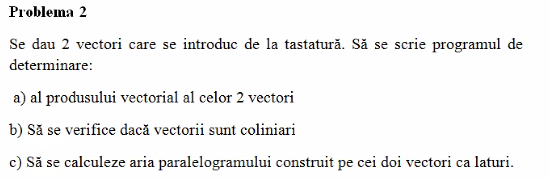 Problema 2
Se dau 2 vectori care se introduc de la tastatură. Să se scrie programul de
determinare:
a) al produsului vectorial al celor 2 vectori
b) Să se verifice dacă vectorii sunt coliniari
c) Să se calculeze aria paralelogramului construit pe cei doi vectori ca laturi.